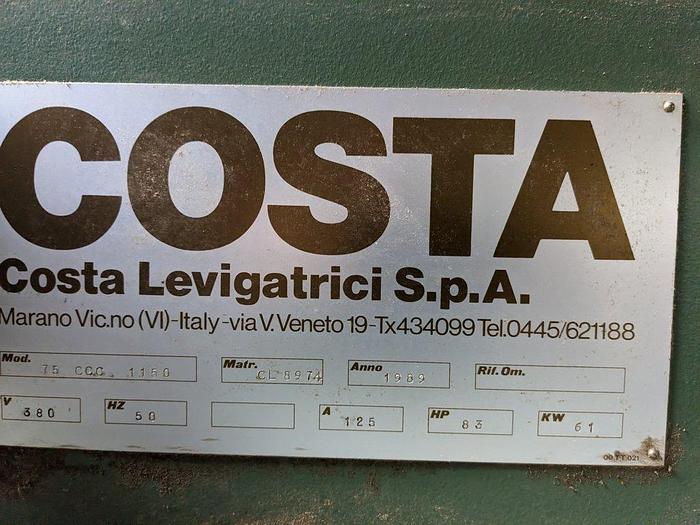 COSTA
Costa Levigatrici S.p.A.
Marano Vic.no (VI)-Italy-via V. Veneto 19-Tx434099 Tel.0445/621188
Mod. 75 CCC 1150 Matr. CL 8974 Anno 1989 Rif. Om.
V 380 HZ 50 A 125 HP 83 KW 61